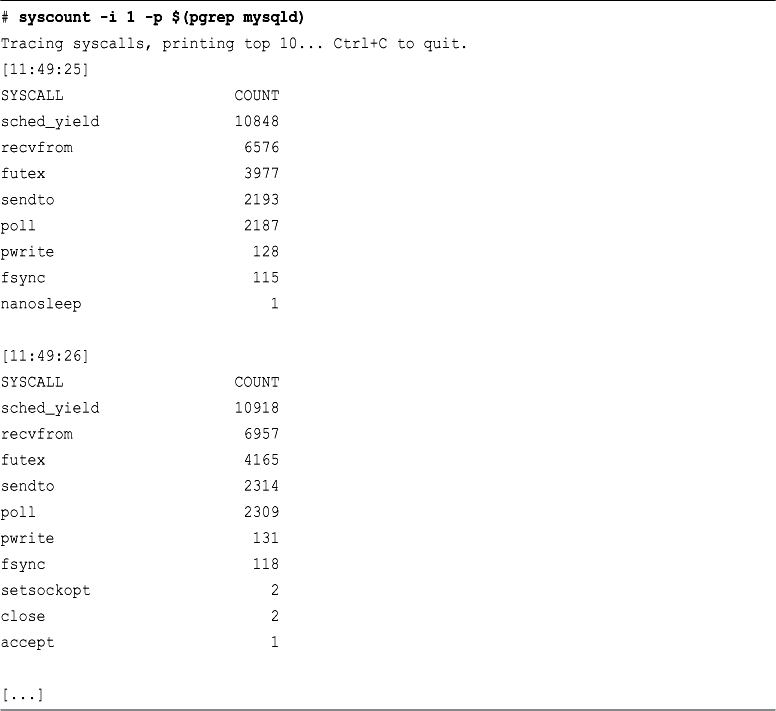 # syscount -i 1 -p $(pgrep mysqld)
Tracing syscalls, printing top 10... Ctrl+C to quit.
[11:49:25]
SYSCALL COUNT
sched_yield 10848
recvfrom 6576
futex 3977
sendto 2193
poll 2187
pwrite 128
fsync 115
nanosleep 1
[11:49:26]
SYSCALL COUNT
sched_yield 10918
recvfrom 6957
futex 4165
sendto 2314
poll 2309
pwrite 131
fsync 118
setsockopt 2
close 2
accept 1
[...]